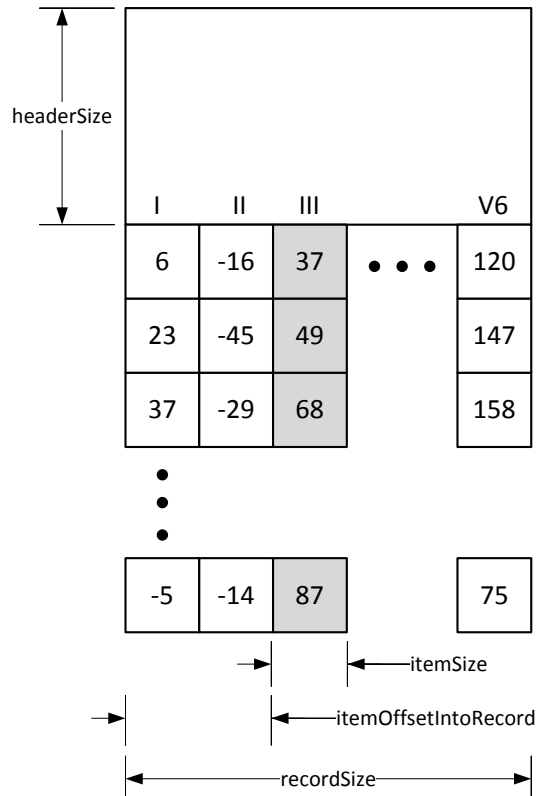 headerSize
I II III V6
6 -16 37 ● ● ● 120
23 -45 49 147
37 -29 68 158
-5 -14 87 75
itemSize
itemOffsetIntoRecord
recordSize